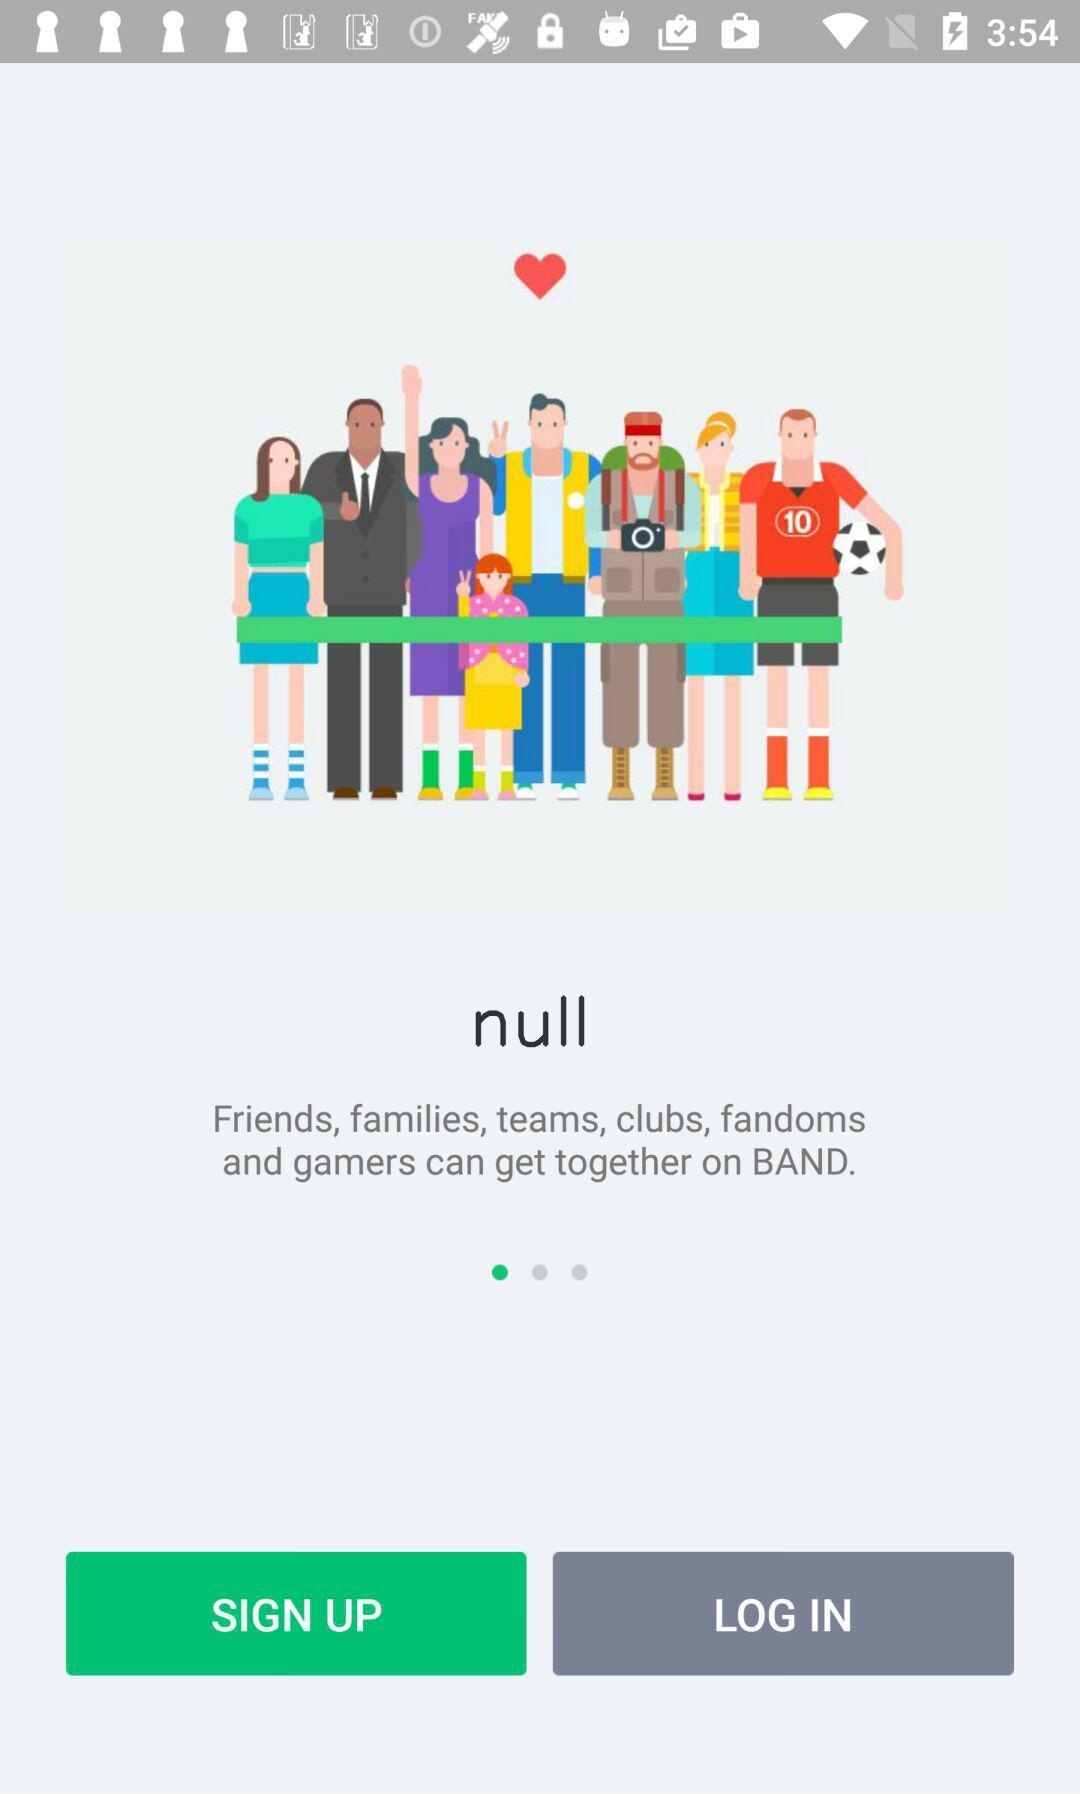 FAKE
3:54
10
null
Friends, families, teams, clubs, fandoms
and gamers can get together on BAND.
SIGN UP
LOG IN